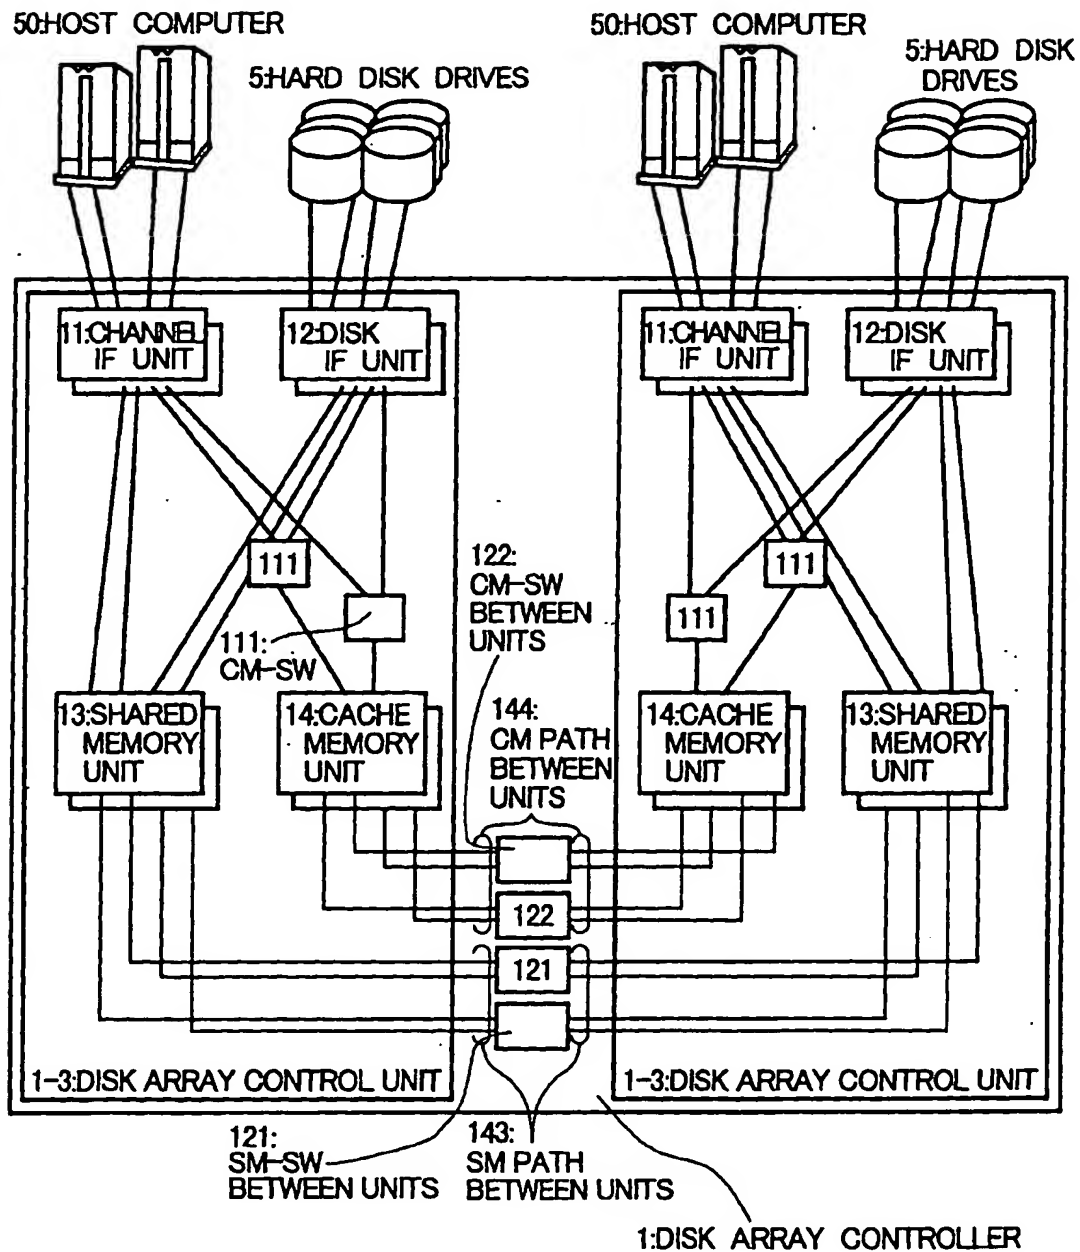 50:HOST COMPUTER
5:HARD DISK DRIVES
50:HOST COMPUTER
5:HARD DISK
DRIVES
11:CHANNEL
IF UNIT
12:DISK
IF UNIT
11:CHANNEL
IF UNIT
12:DISK
IF UNIT
111
111:
CM-SW
122:
CM-SW
BETWEEN
UNITS
111
111
13:SHARED
MEMORY
UNIT
14:CACHE
MEMORY
UNIT
144:
CM PATH
BETWEEN
UNITS
14:CACHE
MEMORY
UNIT
13:SHARED
MEMORY
UNIT
122
121
1-3:DISK ARRAY CONTROL UNIT
1-3:DISK ARRAY CONTROL UNIT
121:
SM-SW
BETWEEN UNITS
143:
SM PATH
BETWEEN UNITS
1:DISK ARRAY CONTROLLER